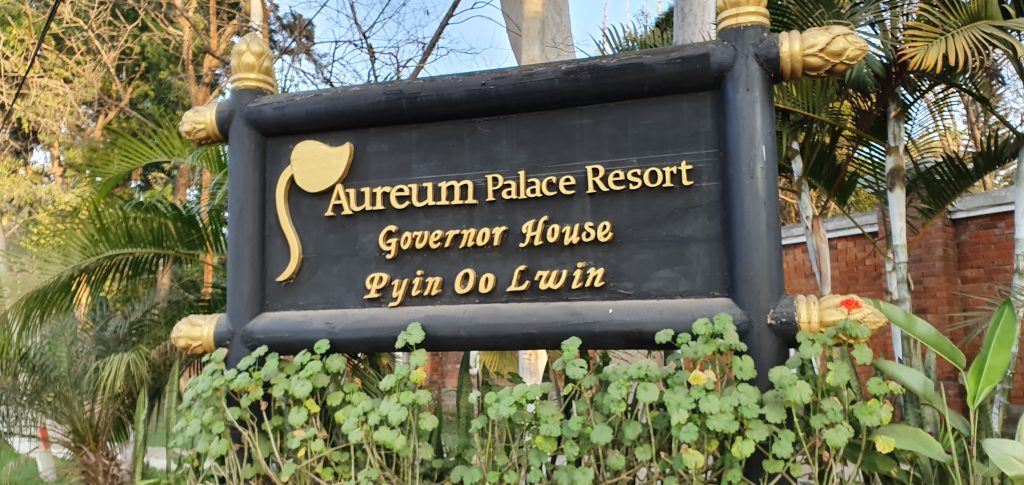 Aureum Palace Resort
Governor House
Pyin Oo Lwin